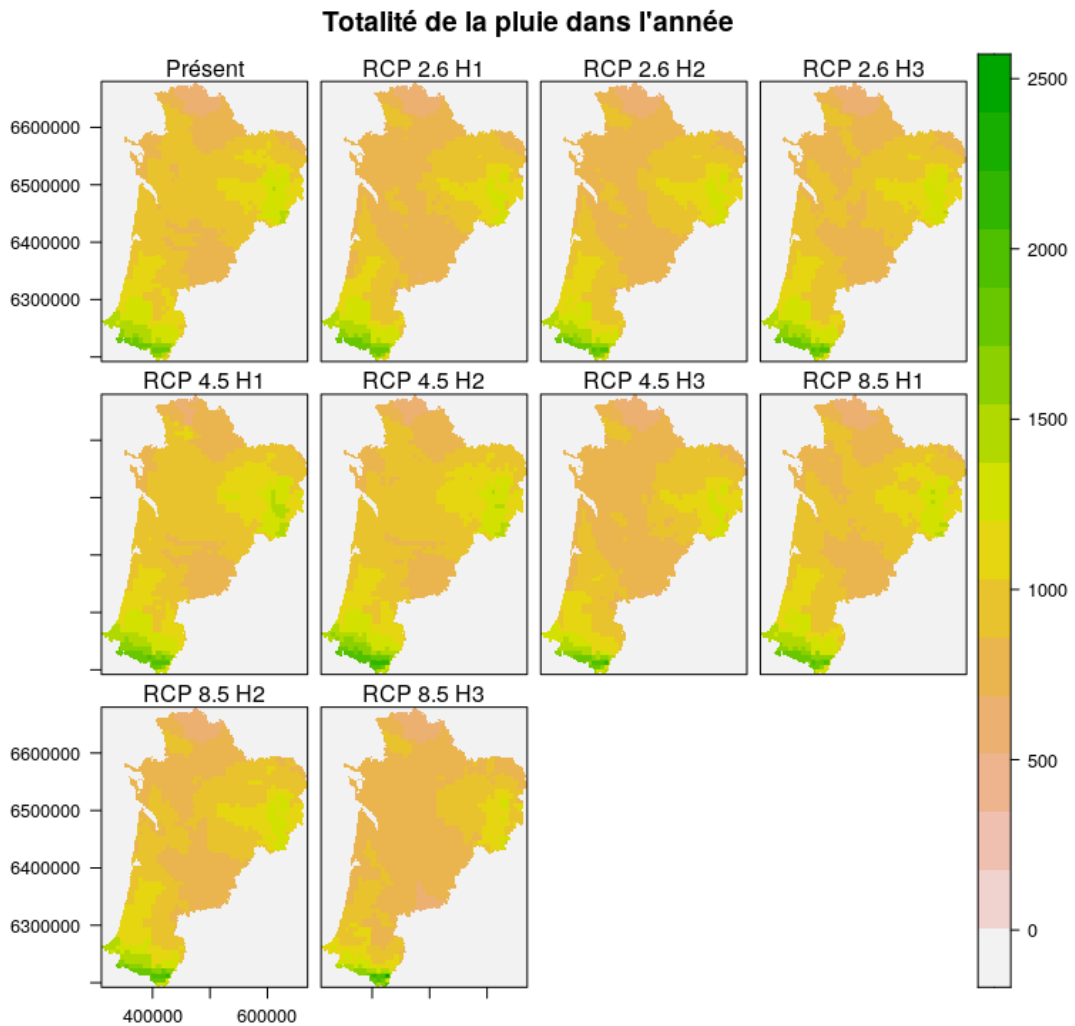 Totalité de la pluie dans l'année
Présent
RCP 2.6 H1
RCP 2.6 H2
RCP 2.6 H3
6600000
6500000
6400000
6300000
RCP 4.5 H1
RCP 4.5 H2
RCP 4.5 H3
RCP 8.5 H1
RCP 8.5 H2
RCP 8.5 H3
6600000
6500000
6400000
6300000
400000
600000
2500
2000
1500
1000
500
0